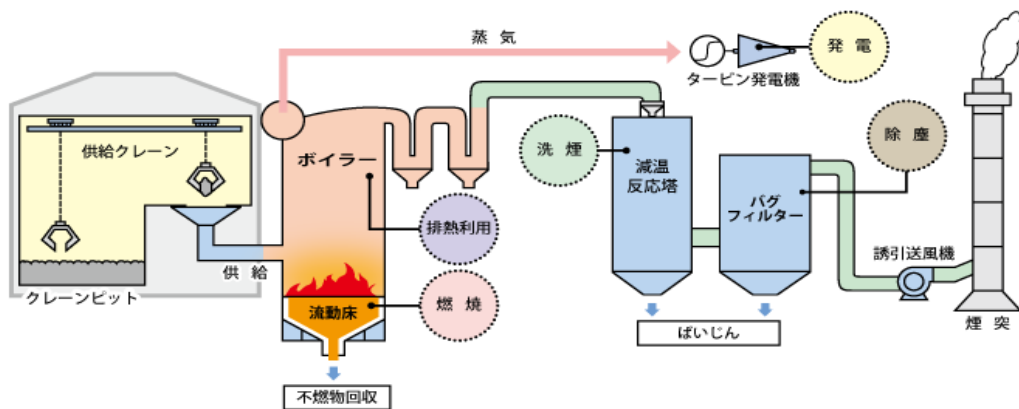 蒸気
タービン発電機
発電
供給クレーン
ボイラー
洗煙
減温
反応塔
除塵
バグ
フィルター
排熱利用
供給
誘引送風機
クレーンピット
流動床
燃焼
ばいじん
煙突
不燃物回収